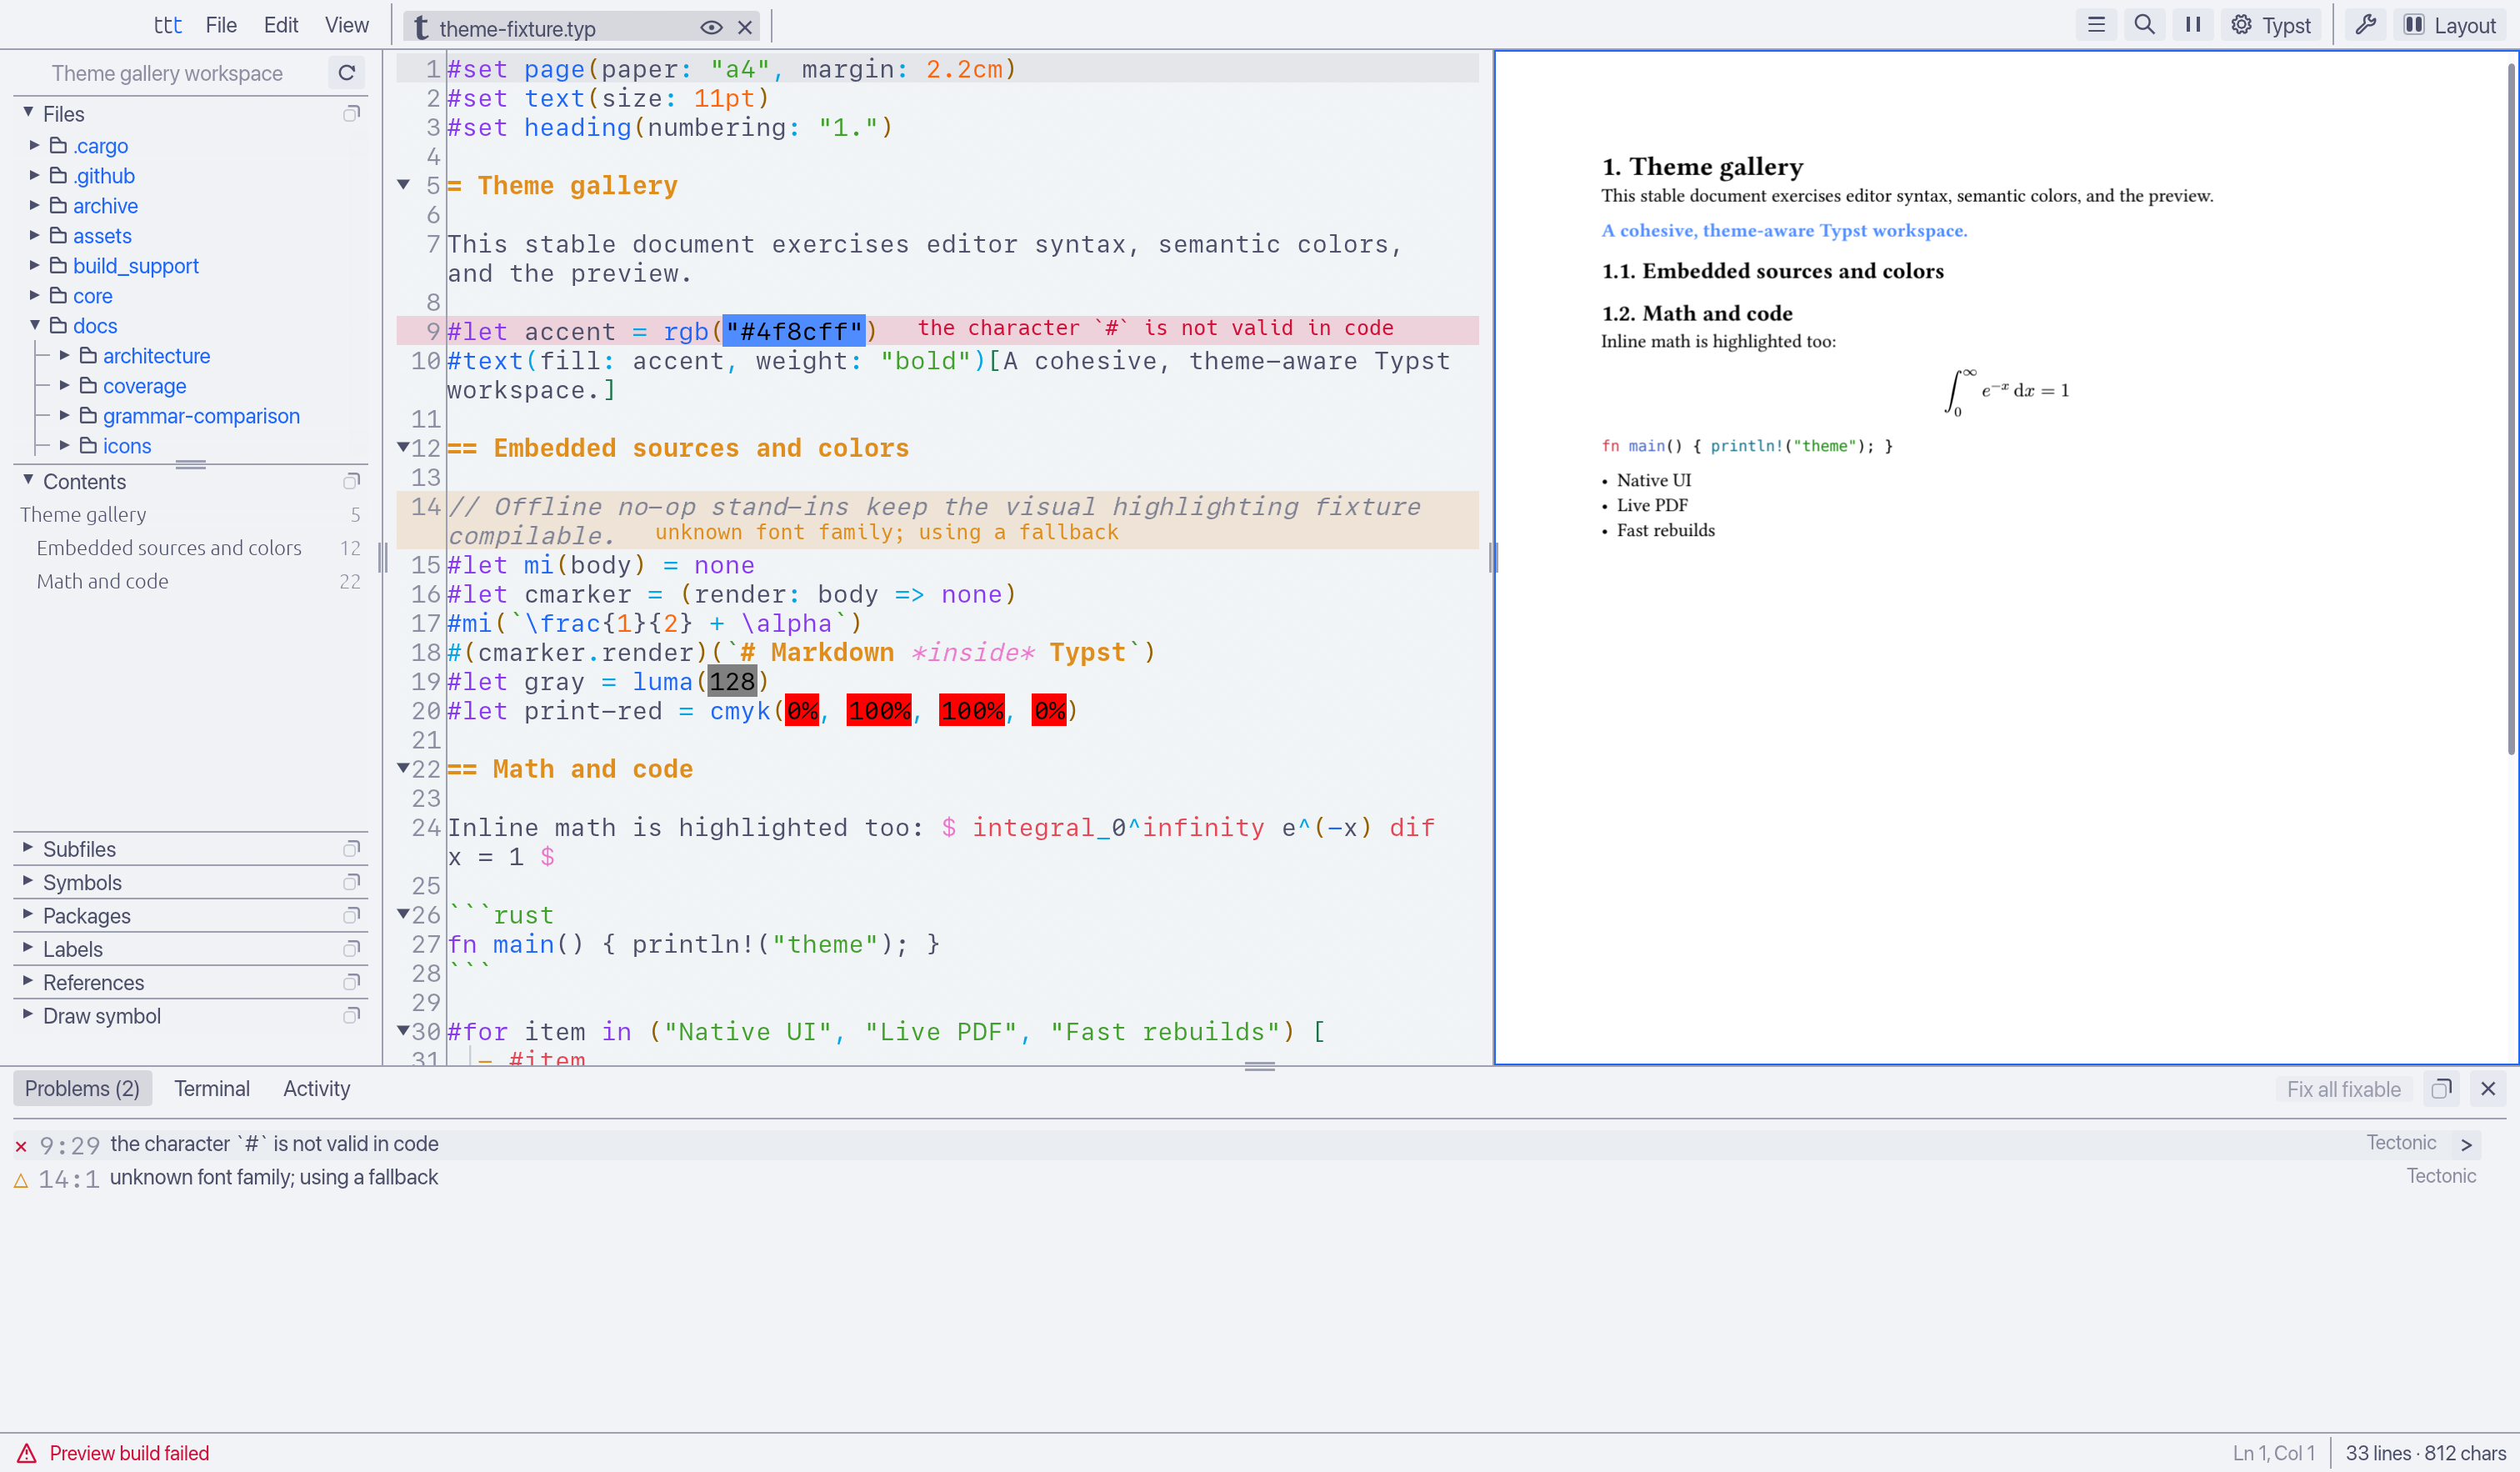 ttt File Edit View
theme-fixture.typ
Typst
Layout
Theme gallery workspace
Files
.cargo
.github
archive
assets
build_support
core
docs
architecture
coverage
grammar-comparison
icons
Contents
Theme gallery 5
Embedded sources and colors 12
Math and code 22
Subfiles
Symbols
Packages
Labels
References
Draw symbol
1 #set page(paper: "a4", margin: 2.2cm)
2 #set text(size: 11pt)
3 #set heading(numbering: "1.")
4
5 = Theme gallery
6
7 This stable document exercises editor syntax, semantic colors,
and the preview.
8
9 #let accent = rgb("#4f8cff") the character `#` is not valid in code
10 #text(fill: accent, weight: "bold")[A cohesive, theme-aware Typst
workspace.]
11
12 == Embedded sources and colors
13
14 // Offline no-op stand-ins keep the visual highlighting fixture
compilable. unknown font family; using a fallback
15 #let mi(body) = none
16 #let cmarker = (render: body => none)
17 #mi(`\frac{1}{2} + \alpha`)
18 #(cmarker.render)(`# Markdown *inside* Typst`)
19 #let gray = luma(128)
20 #let print-red = cmyk(0%, 100%, 100%, 0%)
21
22 == Math and code
23
24 Inline math is highlighted too: $ integral_0^infinity e^(-x) dif
x = 1 $
25
26 ```rust
27 fn main() { println!("theme"); }
28 ```
29
30 #for item in ("Native UI", "Live PDF", "Fast rebuilds") [
31 - #item
1. Theme gallery
This stable document exercises editor syntax, semantic colors, and the preview.
A cohesive, theme-aware Typst workspace.
1.1. Embedded sources and colors
1.2. Math and code
Inline math is highlighted too:
∫₀^∞ e^−x dx = 1
fn main() { println!("theme"); }
• Native UI
• Live PDF
• Fast rebuilds
Problems (2) Terminal Activity
Fix all fixable
9:29 the character `#` is not valid in code Tectonic >
14:1 unknown font family; using a fallback Tectonic
Preview build failed
Ln 1, Col 1
33 lines · 812 chars